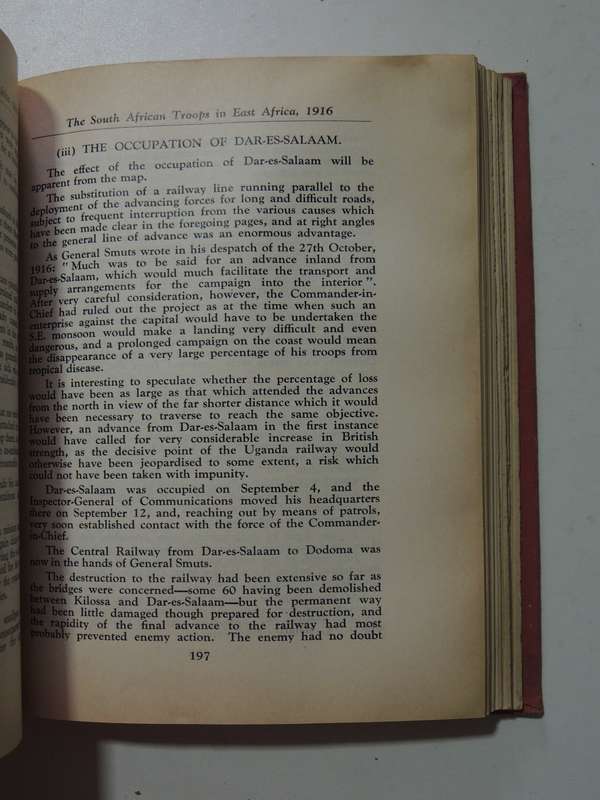 The South African Troops in East Africa, 1916
(iii) THE OCCUPATION OF DAR-ES-SALAAM.
The effect of the occupation of Dar-es-Salaam will be
apparent from the map.
The substitution of a railway line running parallel to the
deployment of the advancing forces for long and difficult roads,
subject to frequent interruption from the various causes which
have been made clear in the foregoing pages, and at right angles
to the general line of advance was an enormous advantage.
As General Smuts wrote in his despatch of the 27th October,
1916: "Much was to be said for an advance inland from
Dar-es-Salaam, which would much facilitate the transport and
supply arrangements for the campaign into the interior".
After very careful consideration, however, the Commander-in-
Chief had ruled out the project as at the time when such an
enterprise against the capital would have to be undertaken the
S.E. monsoon would make a landing very difficult and even
dangerous, and a prolonged campaign on the coast would mean
the disappearance of a very large percentage of his troops from
tropical disease.
It is interesting to speculate whether the percentage of loss
would have been as large as that which attended the advances
from the north in view of the far shorter distance which it would
have been necessary to traverse to reach the same objective.
However, an advance from Dar-es-Salaam in the first instance
would have called for very considerable increase in British
strength, as the decisive point of the Uganda railway would
otherwise have been jeopardised to some extent, a risk which
could not have been taken with impunity.
Dar-es-Salaam was occupied on September 4, and the
Inspector-General of Communications moved his headquarters
there on September 12, and, reaching out by means of patrols,
very soon established contact with the force of the Commander-
in-Chief.
The Central Railway from Dar-es-Salaam to Dodoma was
now in the hands of General Smuts.
The destruction to the railway had been extensive so far as
the bridges were concerned—some 60 having been demolished
between Kilossa and Dar-es-Salaam—but the permanent way
had been little damaged though prepared for destruction, and
the rapidity of the final advance to the railway had most
probably prevented enemy action. The enemy had no doubt
197